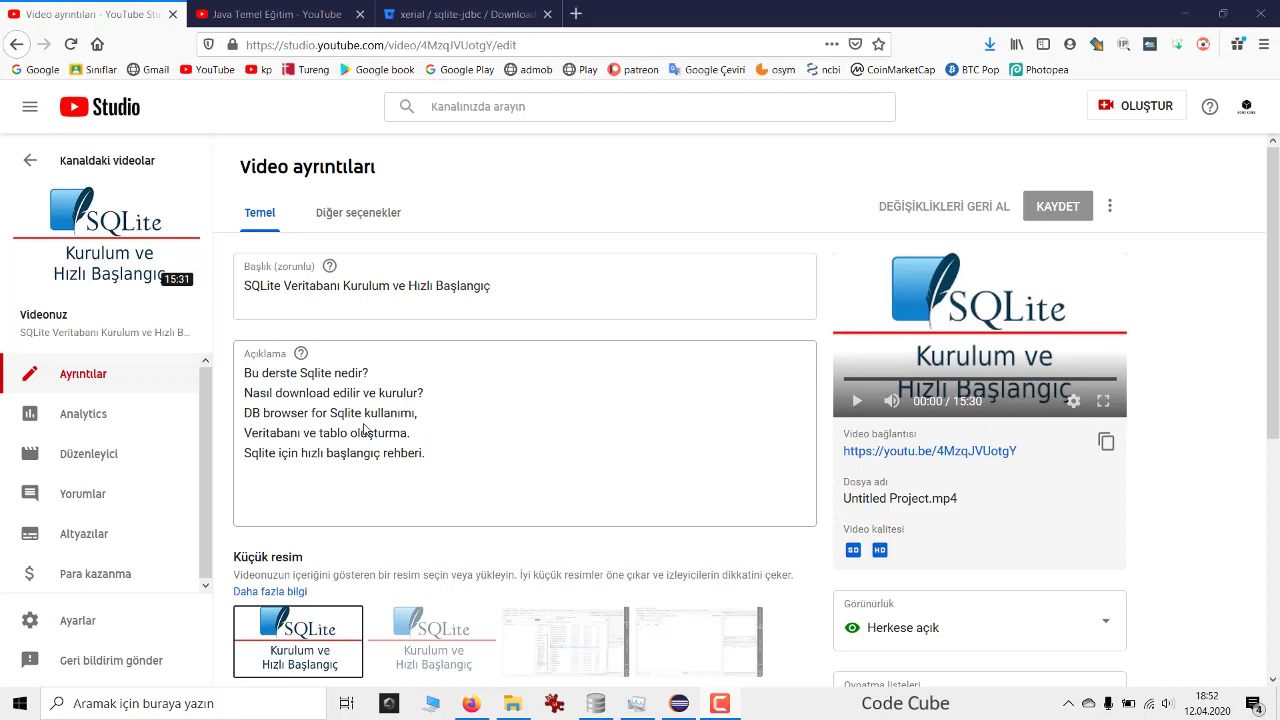 Video ayrıntıları - YouTube Stu
Java Temel Eğitim - YouTube
xerial / sqlite-jdbc / Download
https://studio.youtube.com/video/4MzqJVUotgY/edit
Google
Sınıflar
Gmail
YouTube
kp
Tureng
Google book
Google Play
admob
Play
patreon
Google Çeviri
osym
ncbi
CoinMarketCap
BTC Pop
Photopea
Studio
Kanalınızda arayın
OLUŞTUR
Kanaldaki videolar
SQLite
Kurulum ve
Hızlı Başlangıç
15:31
Videonuz
SQLite Veritabanı Kurulum ve Hızlı B...
Ayrıntılar
Analytics
Düzenleyici
Yorumlar
Altyazılar
Para kazanma
Ayarlar
Geri bildirim gönder
Video ayrıntıları
Temel
Diğer seçenekler
DEĞİŞİKLİKLERİ GERİ AL
KAYDET
Başlık (zorunlu)
SQLite Veritabanı Kurulum ve Hızlı Başlangıç
Açıklama
Bu derste Sqlite nedir?
Nasıl download edilir ve kurulur?
DB browser for Sqlite kullanımı,
Veritabanı ve tablo oluşturma.
Sqlite için hızlı başlangıç rehberi.
Küçük resim
Videonuzun içeriğini gösteren bir resim seçin veya yükleyin. İyi küçük resimler öne çıkar ve izleyicilerin dikkatini çeker.
Daha fazla bilgi
SQLite
Kurulum ve
Hızlı Başlangıç
SQLite
Kurulum ve
Hızlı Başlangıç
SQLite
Kurulum ve
Hızlı Başlangıç
00:00 / 15:30
Video bağlantısı
https://youtu.be/4MzqJVUotgY
Dosya adı
Untitled Project.mp4
Video kalitesi
SD
HD
Görünürlük
Herkese açık
Oynatma listeleri
Aramak için buraya yazın
Code Cube
18:52
12.04.2020
4